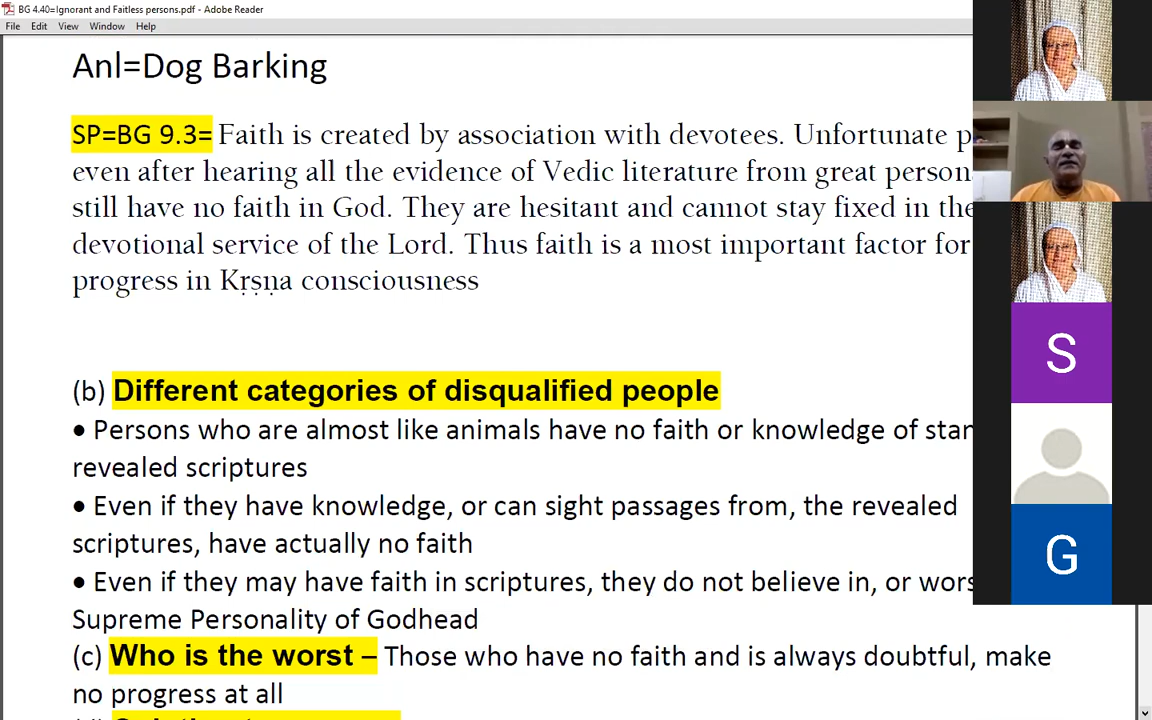 BG 4.40=Ignorant and Faitless persons.pdf - Adobe Reader
File Edit View Window Help
Anl=Dog Barking
SP=BG 9.3= Faith is created by association with devotees. Unfortunate
even after hearing all the evidence of Vedic literature from great
still have no faith in God. They are hesitant and cannot stay fixed in the
devotional service of the Lord. Thus faith is a most important factor for
progress in Kṛṣṇa consciousness
(b) Different categories of disqualified people
• Persons who are almost like animals have no faith or knowledge of
revealed scriptures
• Even if they have knowledge, or can sight passages from, the revealed
scriptures, have actually no faith
• Even if they may have faith in scriptures, they do not believe in, or
Supreme Personality of Godhead
(c) Who is the worst – Those who have no faith and is always doubtful, make
no progress at all
S
G